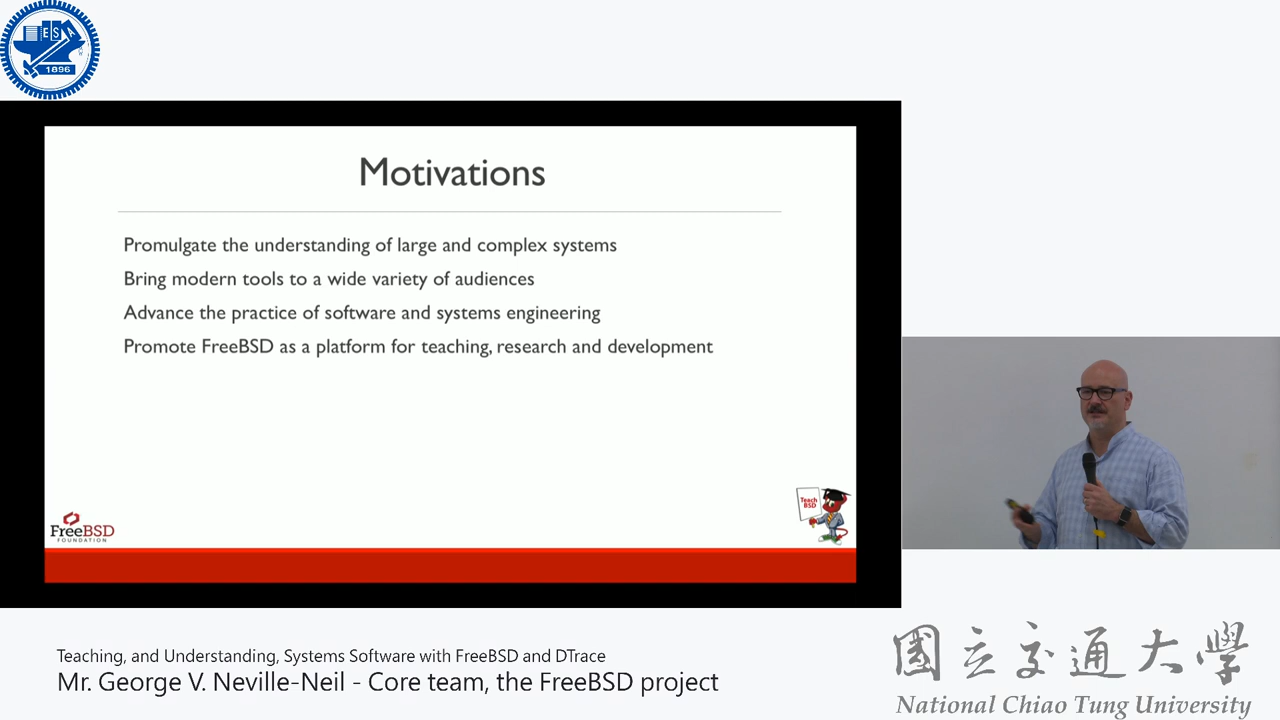 ESA
1896
Motivations
Promulgate the understanding of large and complex systems
Bring modern tools to a wide variety of audiences
Advance the practice of software and systems engineering
Promote FreeBSD as a platform for teaching, research and development
Teach
BSD
FreeBSD
FOUNDATION
Teaching, and Understanding, Systems Software with FreeBSD and DTrace
Mr. George V. Neville-Neil - Core team, the FreeBSD project
國立交通大學
National Chiao Tung University